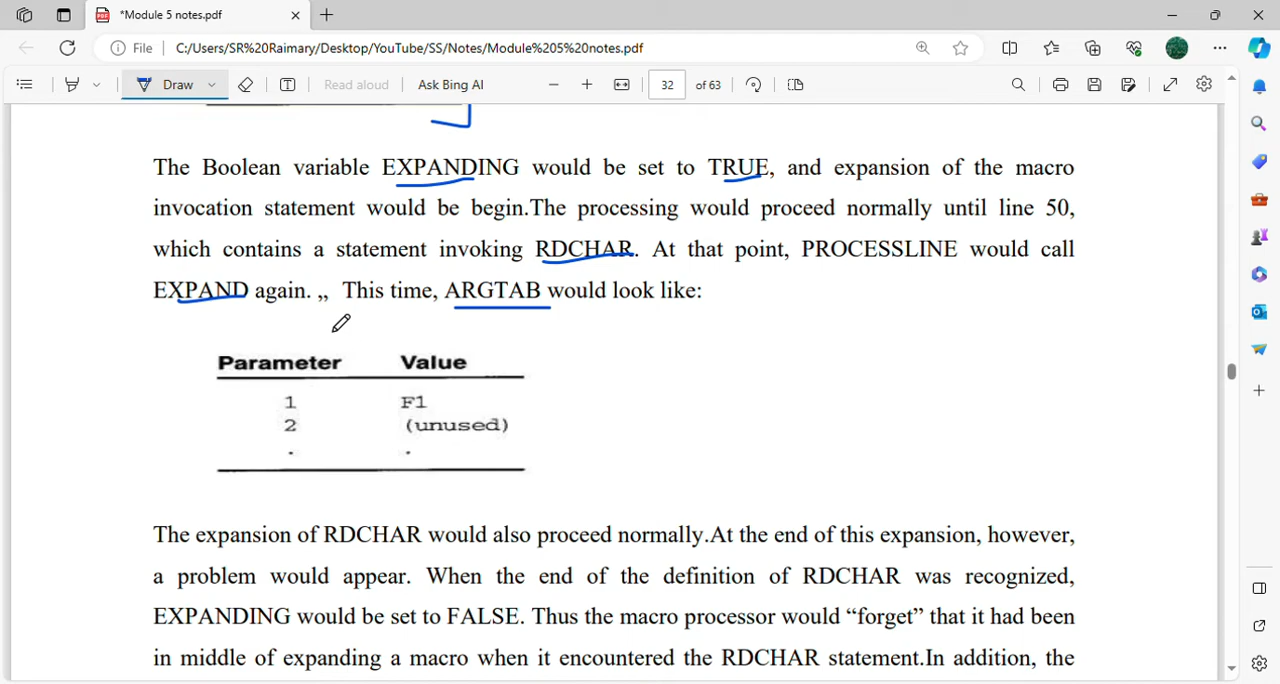 *Module 5 notes.pdf
File C:/Users/SR%20Raimary/Desktop/YouTube/SS/Notes/Module%205%20notes.pdf
Draw Read aloud Ask Bing AI 32 of 63
The Boolean variable EXPANDING would be set to TRUE, and expansion of the macro
invocation statement would be begin.The processing would proceed normally until line 50,
which contains a statement invoking RDCHAR. At that point, PROCESSLINE would call
EXPAND again. „ This time, ARGTAB would look like:
Parameter Value
1 F1
2 (unused)
. .
The expansion of RDCHAR would also proceed normally.At the end of this expansion, however,
a problem would appear. When the end of the definition of RDCHAR was recognized,
EXPANDING would be set to FALSE. Thus the macro processor would “forget” that it had been
in middle of expanding a macro when it encountered the RDCHAR statement.In addition, the